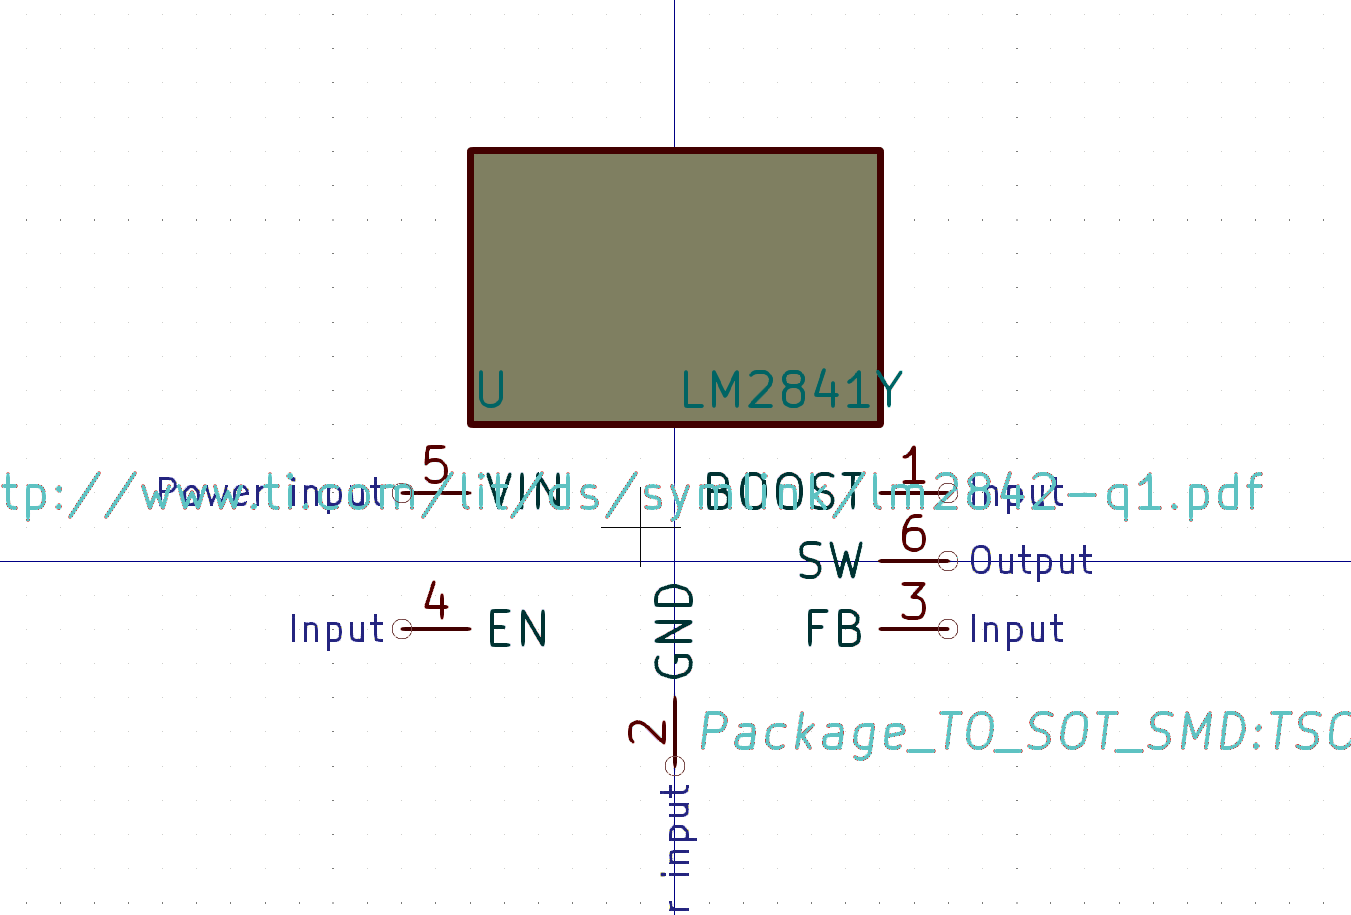 U LM2841Y
Power input 5 VIN BOOST 1 Input
tp://www.ti.com/lit/ds/symlink/lm2842-q1.pdf
SW 6 Output
Input 4 EN FB 3 Input
GND
2
Package_TO_SOT_SMD:TSO
r input